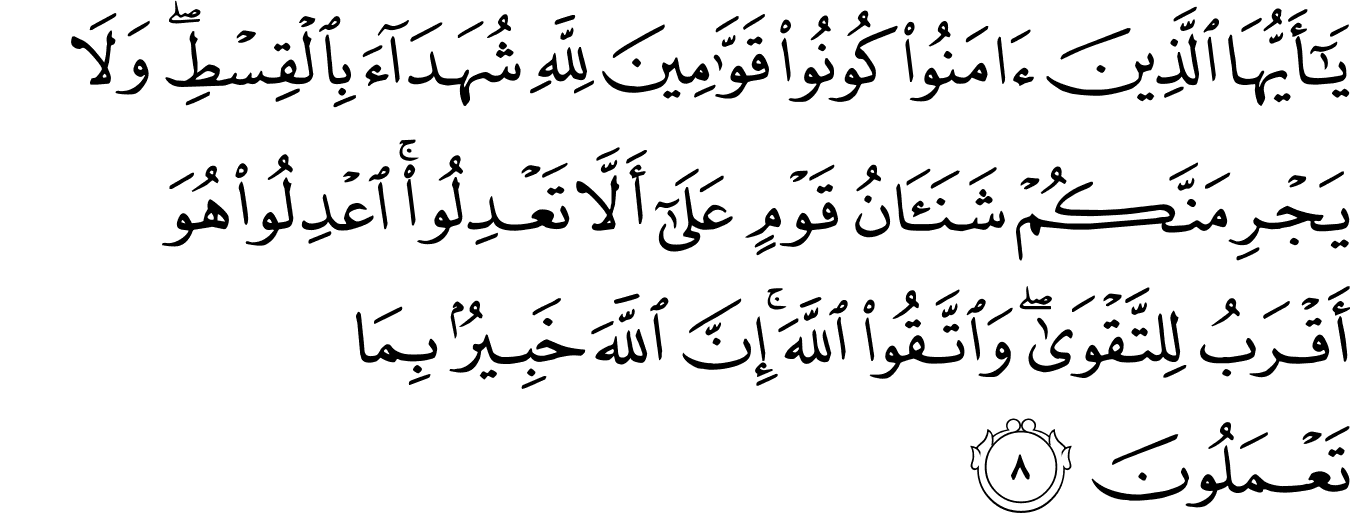 يَـٰٓأَيُّهَا ٱلَّذِينَ ءَامَنُوا۟ كُونُوا۟ قَوَّٰمِينَ لِلَّهِ شُهَدَآءَ بِٱلْقِسْطِ ۖ وَلَا
يَجْرِمَنَّكُمْ شَنَـَٔانُ قَوْمٍ عَلَىٰٓ أَلَّا تَعْدِلُوا۟ ۚ ٱعْدِلُوا۟ هُوَ
أَقْرَبُ لِلتَّقْوَىٰ ۖ وَٱتَّقُوا۟ ٱللَّهَ ۚ إِنَّ ٱللَّهَ خَبِيرٌۢ بِمَا
تَعْمَلُونَ ٨